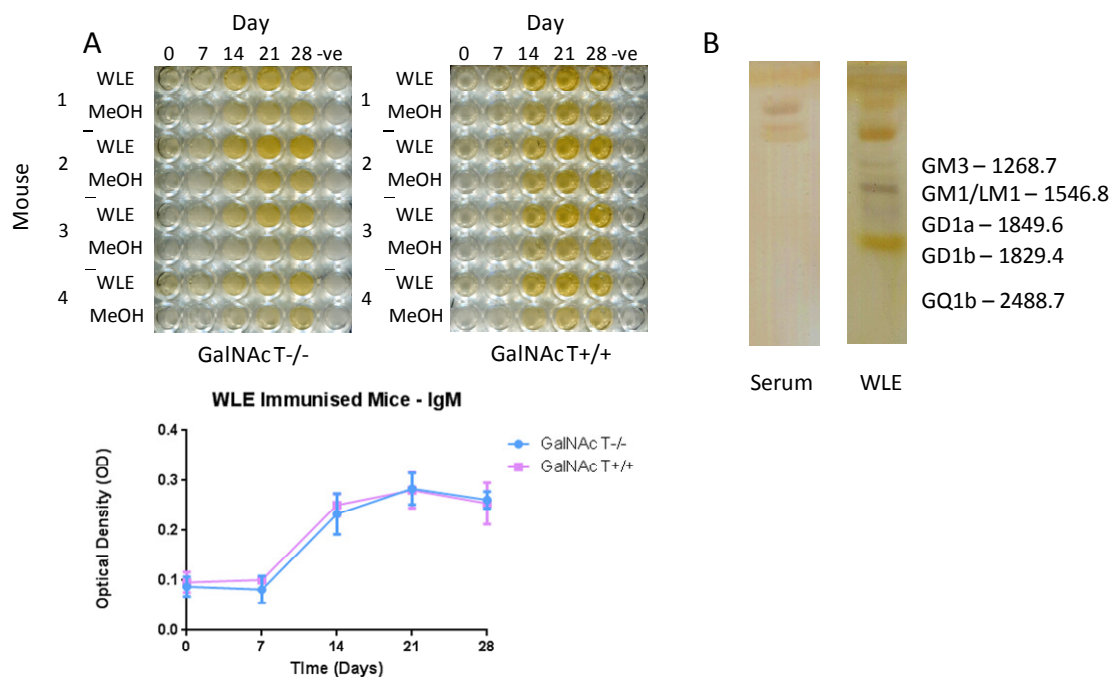 A
Day
0 7 14 21 28 -ve
Day
0 7 14 21 28 -ve
Mouse
1
WLE
MeOH
2
WLE
MeOH
3
WLE
MeOH
4
WLE
MeOH
1
WLE
MeOH
2
WLE
MeOH
3
WLE
MeOH
4
WLE
MeOH
GalNAc T-/-
GalNAc T+/+
B
GM3 – 1268.7
GM1/LM1 – 1546.8
GD1a – 1849.6
GD1b – 1829.4
GQ1b – 2488.7
Serum
WLE
WLE Immunised Mice - IgM
Optical Density (OD)
0.4
0.3
0.2
0.1
0.0
0 7 14 21 28
Time (Days)
GalNAc T-/-
GalNAc T+/+